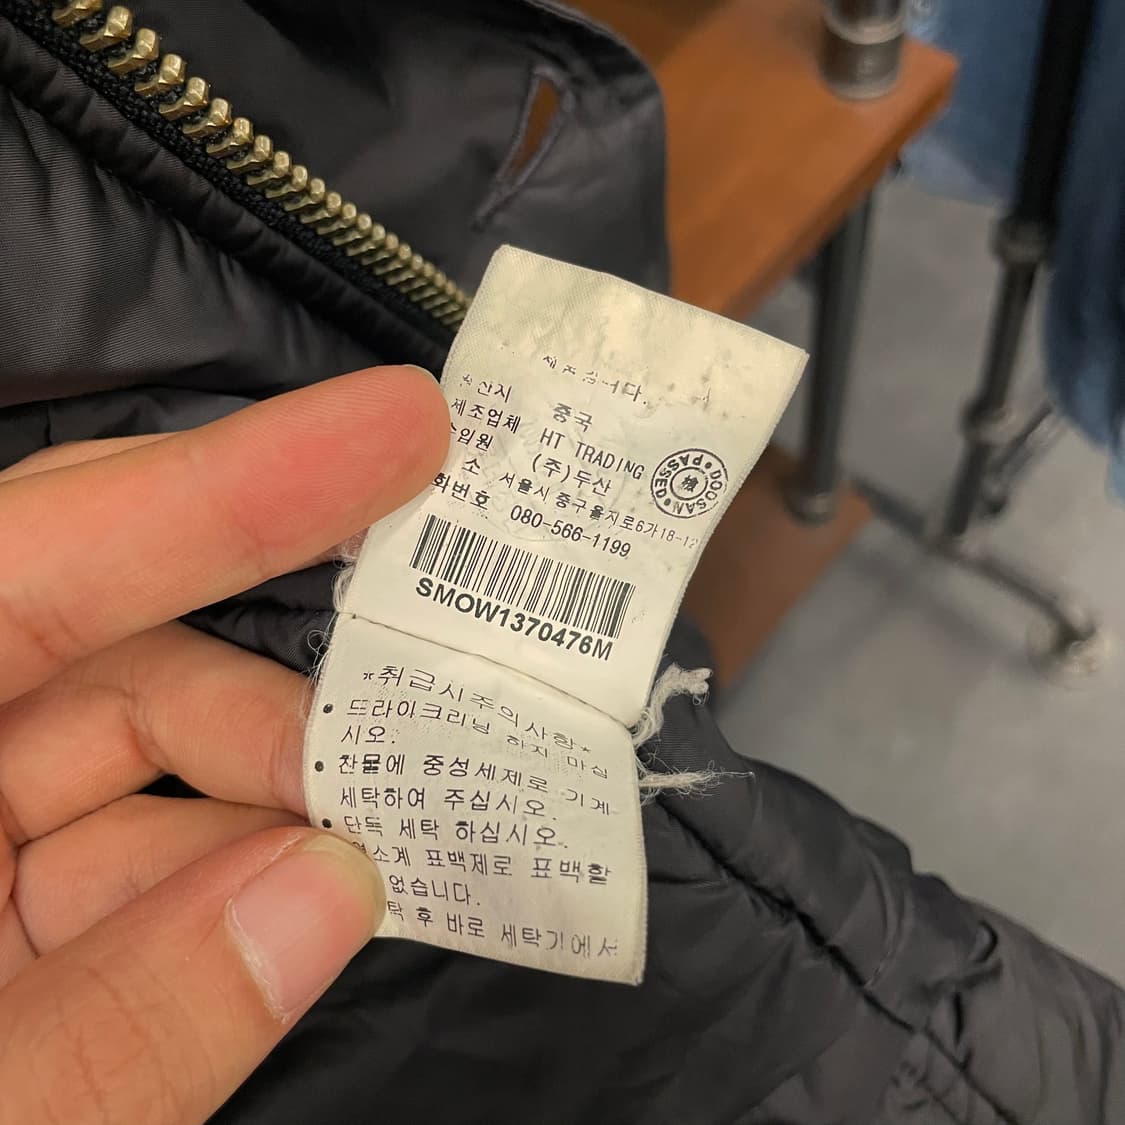 중국
제조업체 HT TRADING
(주)두산
소 서울시 중구을지로6가18-12
080-566-1199
DOOSAN PASSED
檢
SMOW1370476M
*취급시주의사항*
• 드라이크리닝 하지 마십
시오.
• 찬물에 중성세제로 기계
세탁하여 주십시오.
• 단독 세탁 하십시오.
표백제로 표백할
없습니다.
후 바로 세탁기에서